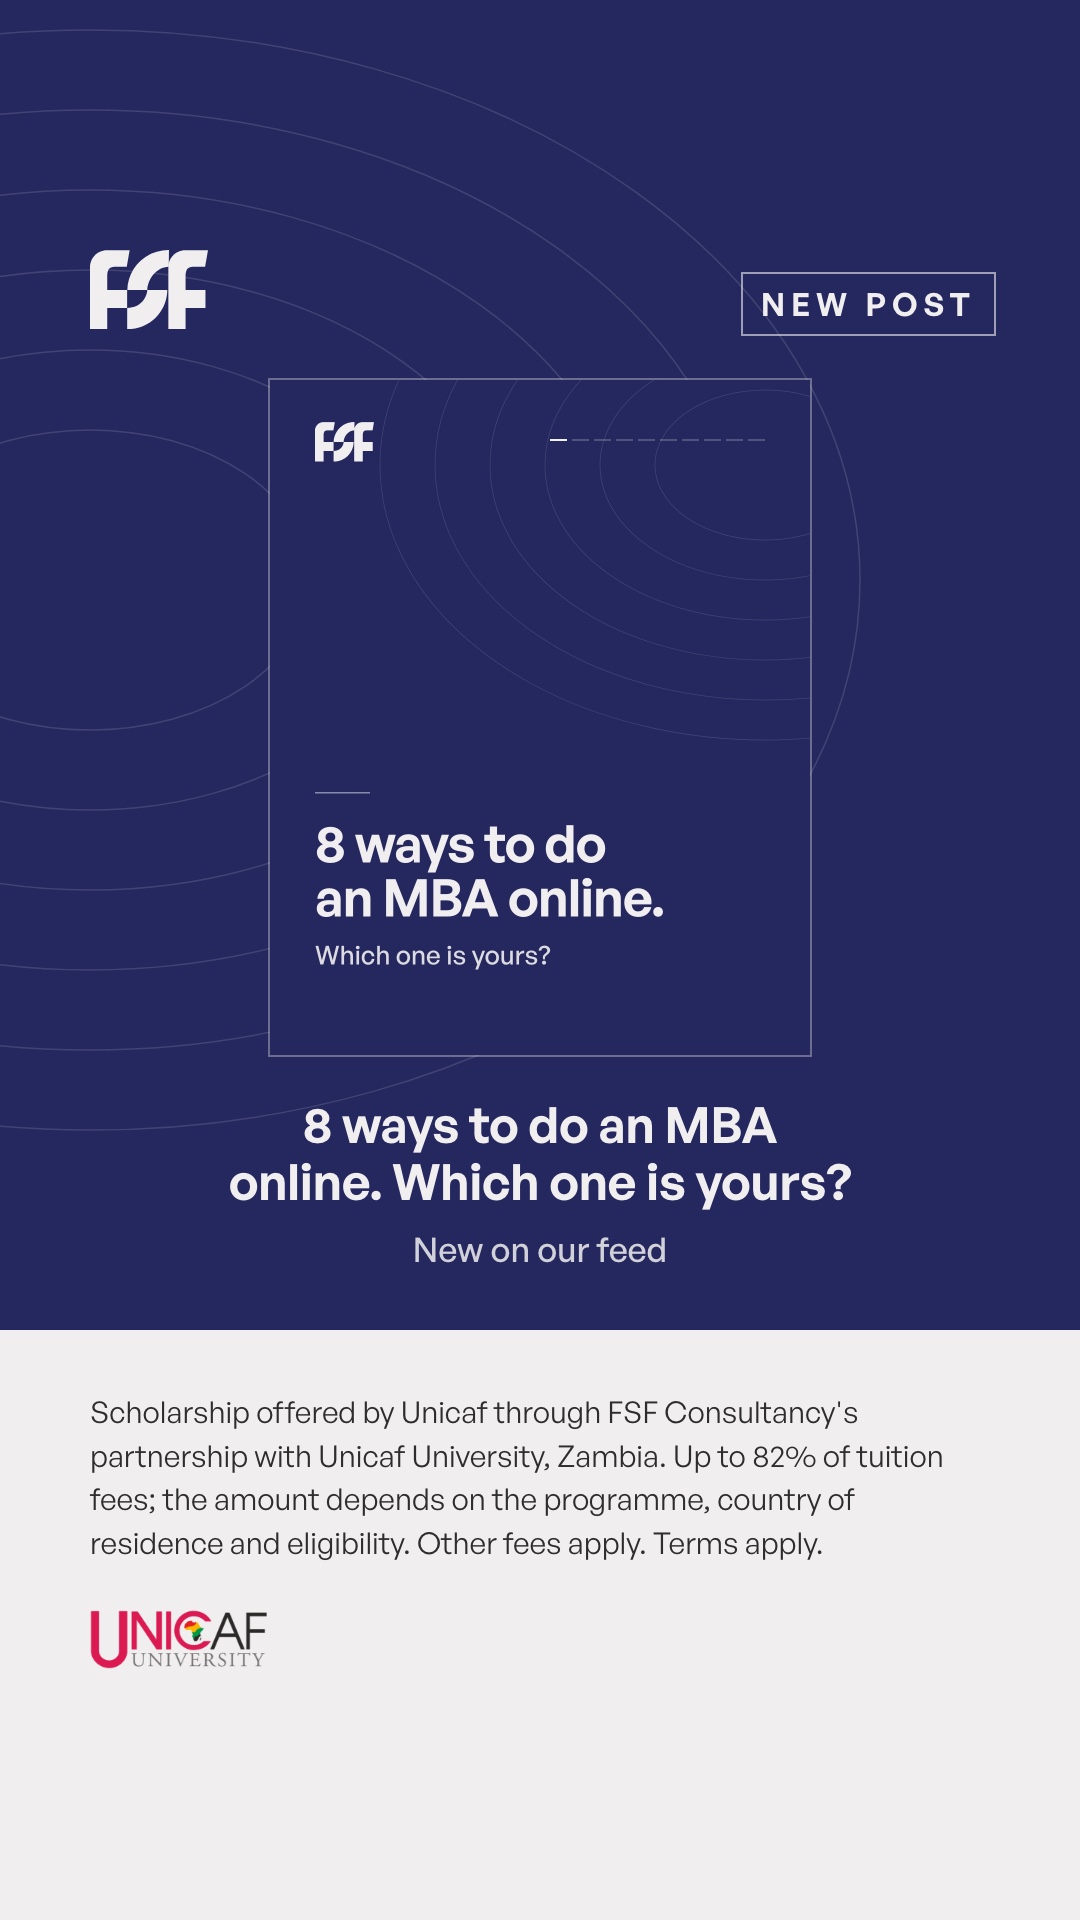 FSF
NEW POST
FSF
8 ways to do
an MBA online.
Which one is yours?
8 ways to do an MBA
online. Which one is yours?
New on our feed
Scholarship offered by Unicaf through FSF Consultancy's
partnership with Unicaf University, Zambia. Up to 82% of tuition
fees; the amount depends on the programme, country of
residence and eligibility. Other fees apply. Terms apply.
UNICAF
UNIVERSITY